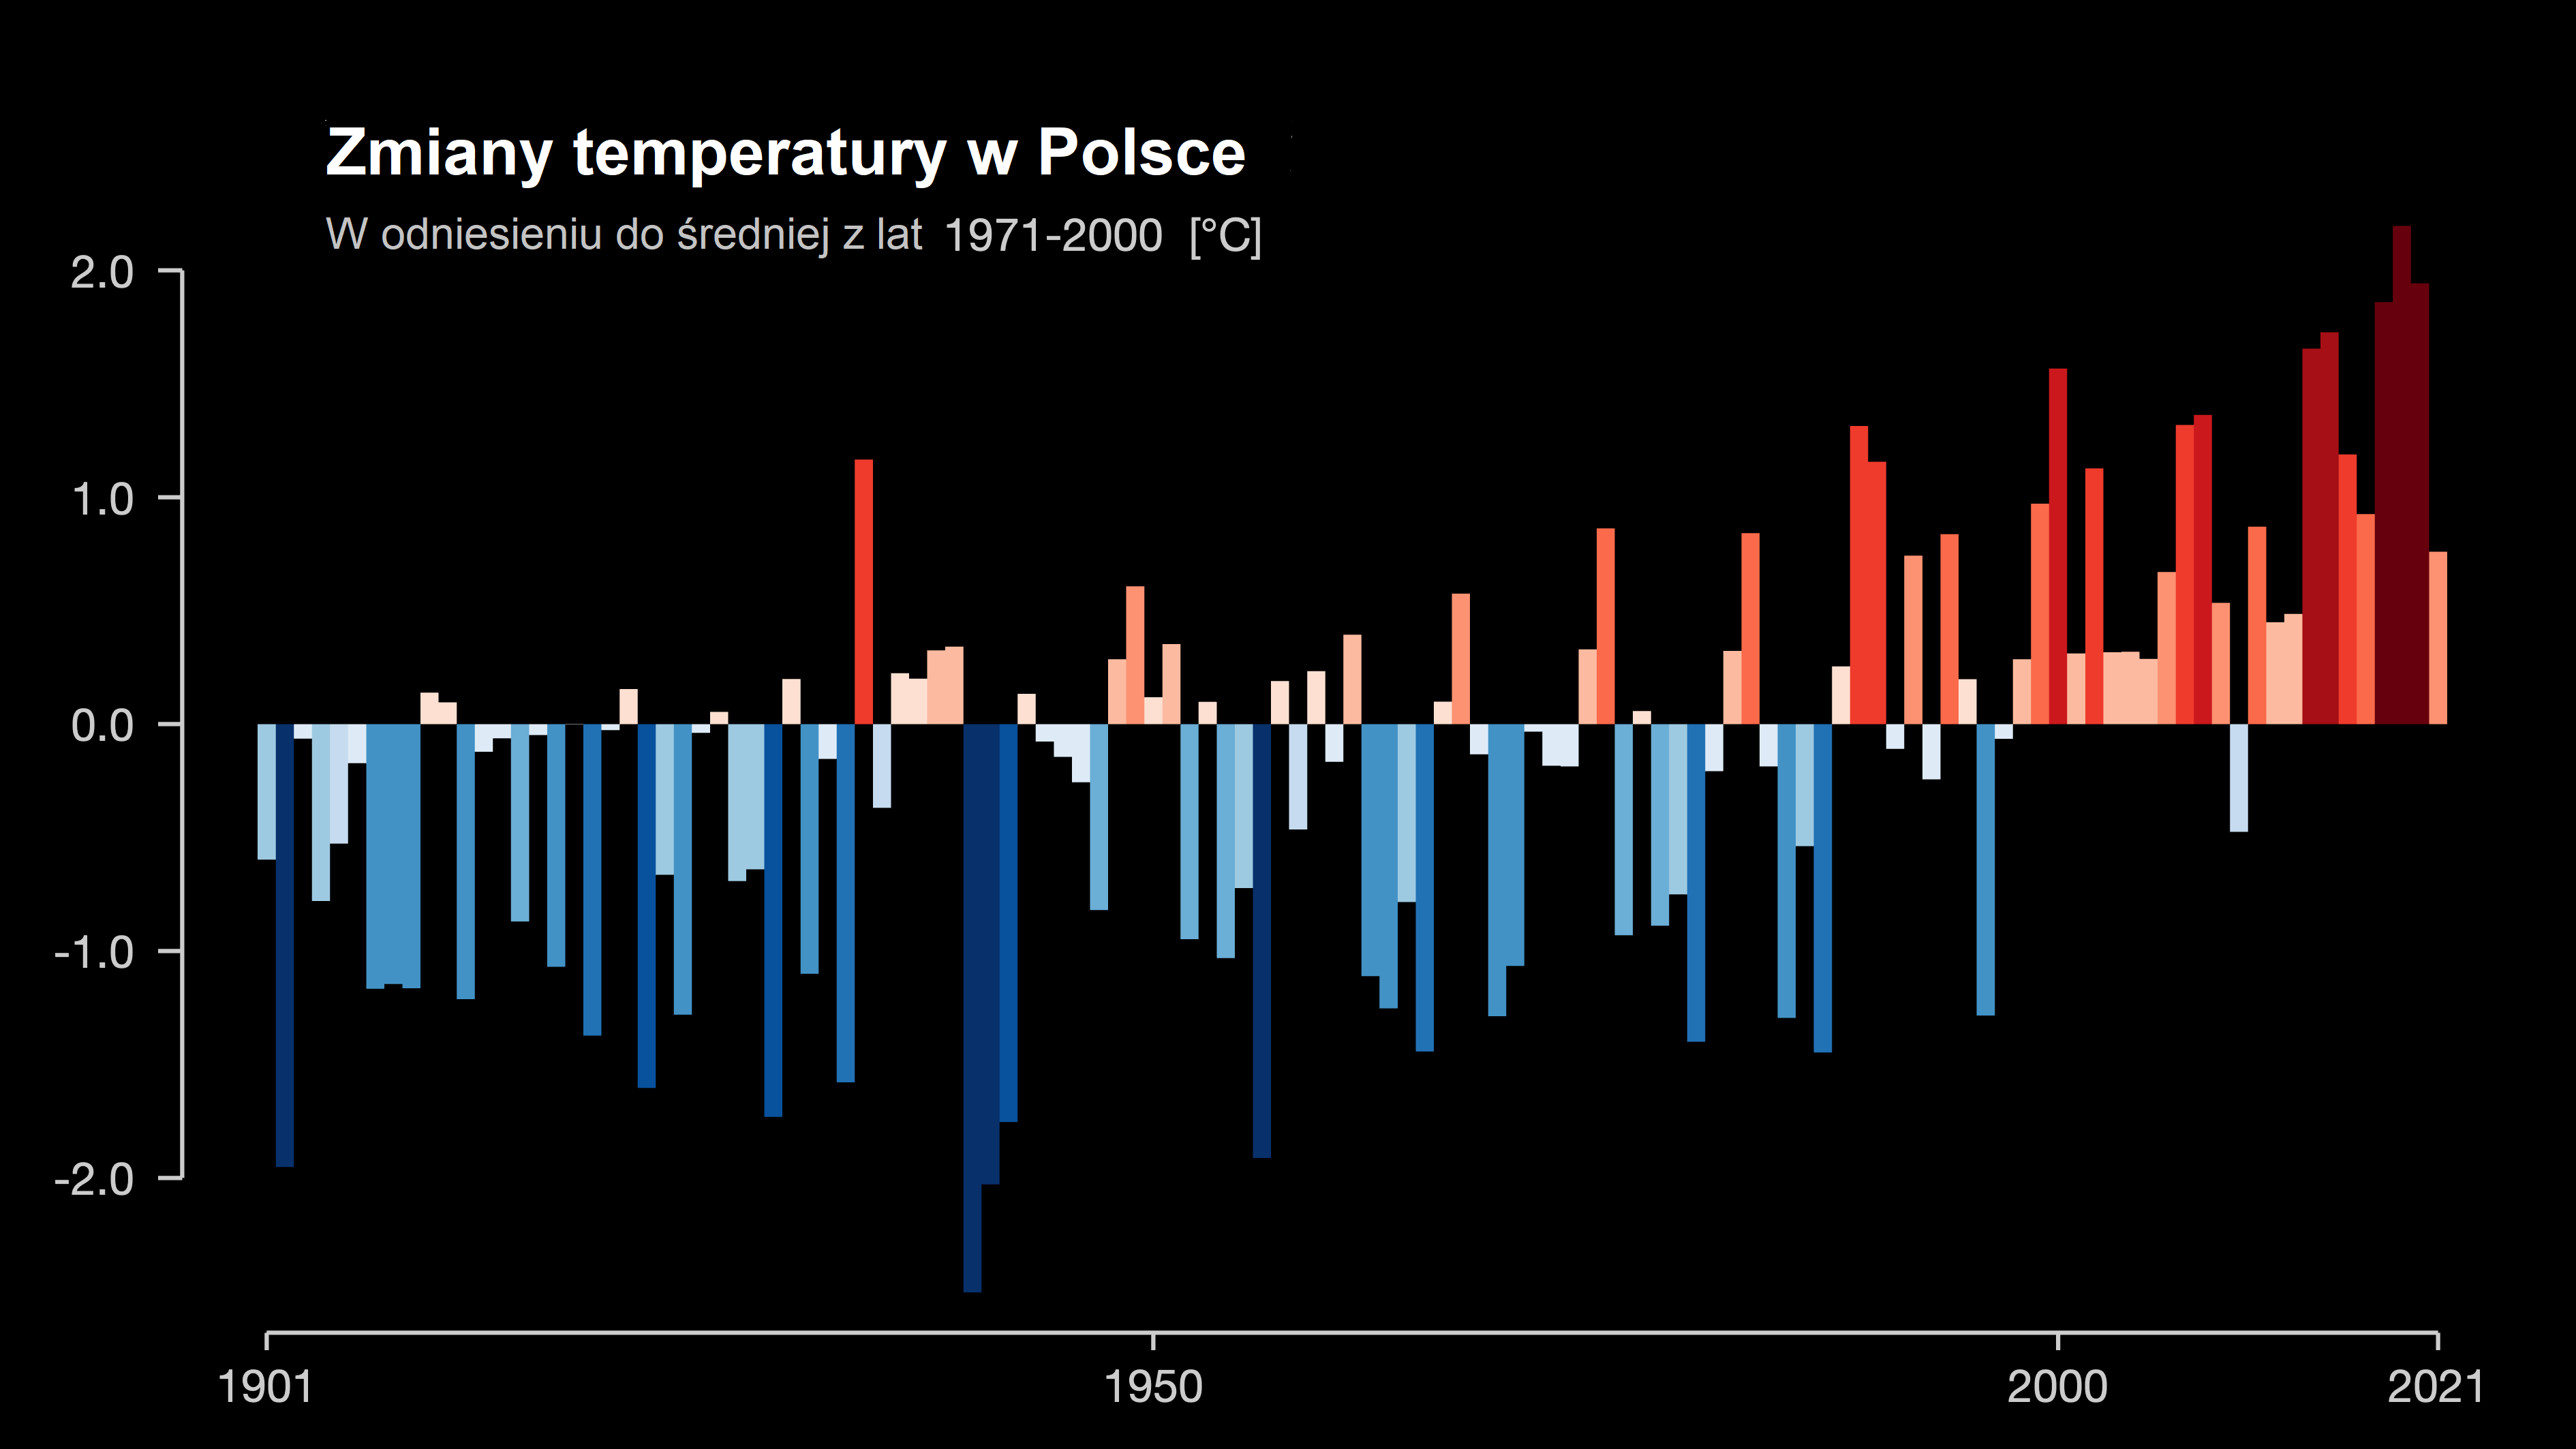 Zmiany temperatury w Polsce
W odniesieniu do średniej z lat 1971-2000 [°C]
2.0
1.0
0.0
-1.0
-2.0
1901 1950 2000 2021